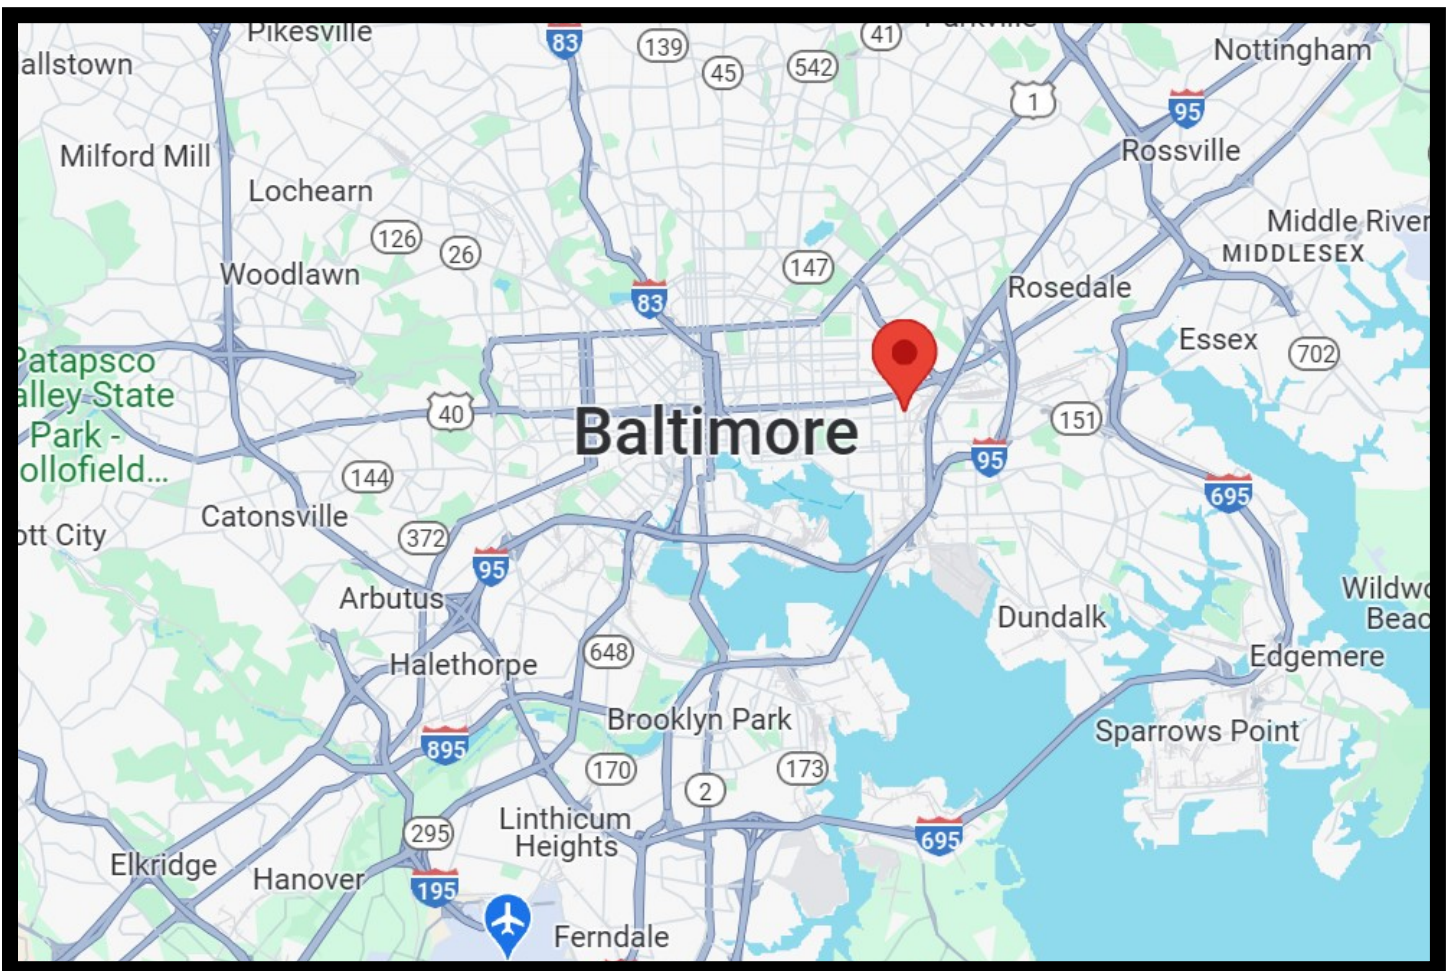 Pikesville
83
139
45
542
41
Parkville
Nottingham
allstown
1
95
Rossville
Milford Mill
Lochearn
126
26
Woodlawn
147
83
Middle River
MIDDLESEX
Rosedale
Essex
702
Patapsco
alley State
Park -
ollofield...
40
Baltimore
151
95
695
144
Catonsville
372
ott City
95
Arbutus
Dundalk
Wildwo
Beac
648
Halethorpe
Edgemere
Brooklyn Park
Sparrows Point
895
170
173
2
Linthicum
Heights
295
695
Elkridge
Hanover
195
Ferndale